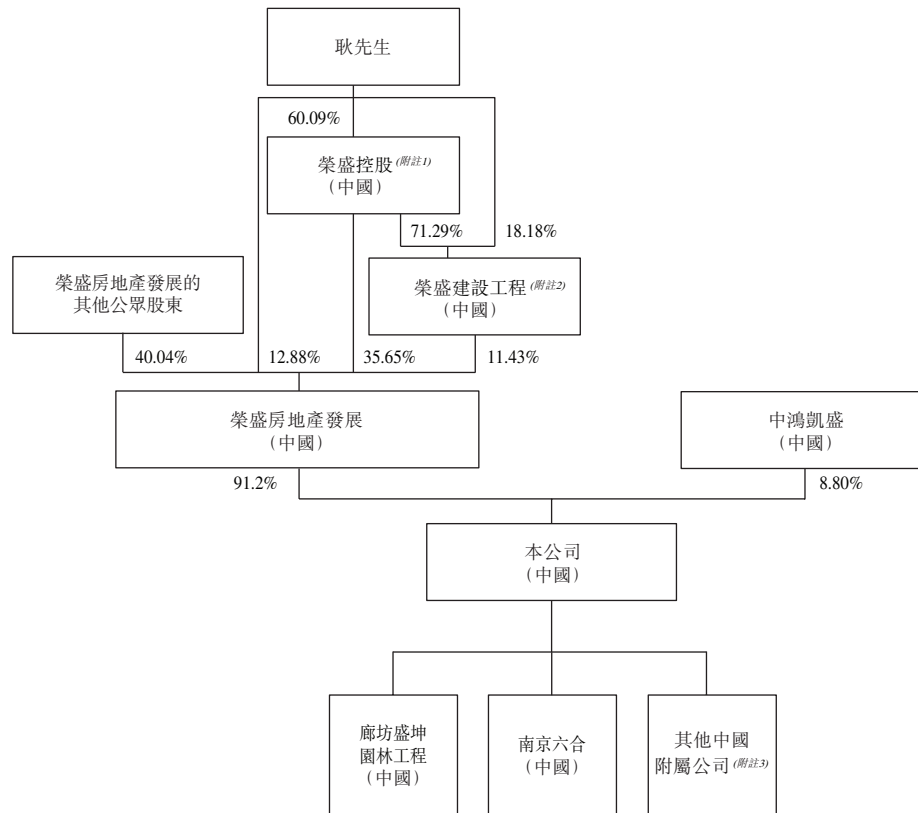 耿先生
60.09%
榮盛控股(附註1)
（中國）
71.29%
18.18%
榮盛房地產發展的
其他公眾股東
榮盛建設工程(附註2)
（中國）
40.04%
12.88%
35.65%
11.43%
榮盛房地產發展
（中國）
中鴻凱盛
（中國）
91.2%
8.80%
本公司
（中國）
廊坊盛坤
園林工程
（中國）
南京六合
（中國）
其他中國
附屬公司(附註3)